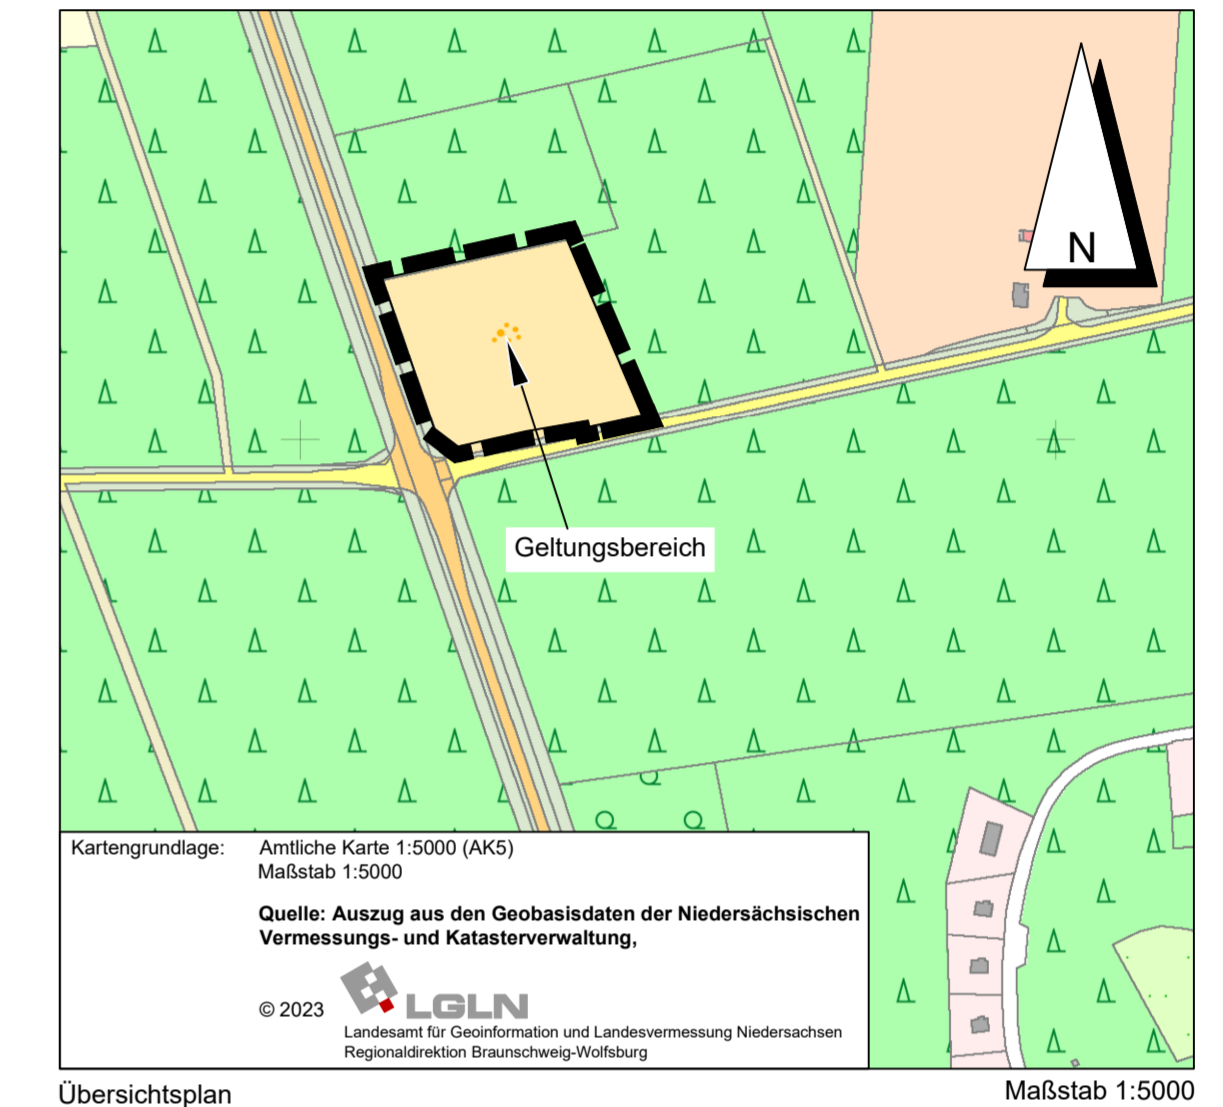 N
Geltungsbereich
Kartengrundlage: Amtliche Karte 1:5000 (AK5)
Maßstab 1:5000
Quelle: Auszug aus den Geobasisdaten der Niedersächsischen
Vermessungs- und Katasterverwaltung,
© 2023 LGLN
Landesamt für Geoinformation und Landesvermessung Niedersachsen
Regionaldirektion Braunschweig-Wolfsburg
Übersichtsplan Maßstab 1:5000